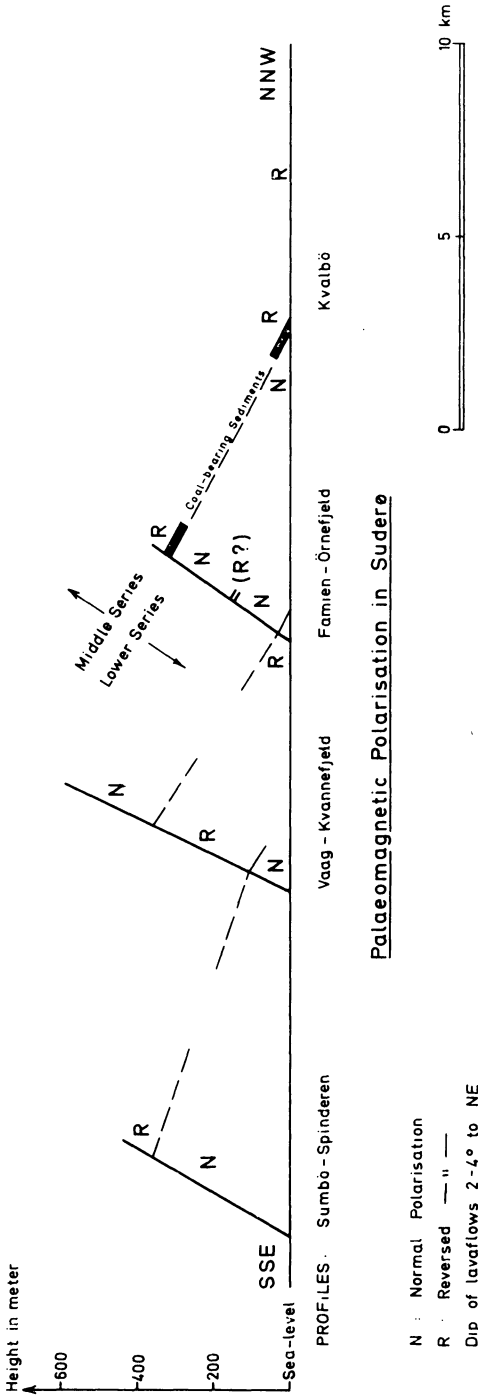 Height in meter
600
400
200
Sea-level
SSE
NNW
N
R
N
R
N
R
N
(R?)
N
R
N
R
R
Middle Series
Lower Series
Coal-bearing Sediments
PROFILES · Sumbö - Spinderen
Vaag - Kvannefjeld
Famien - Örnefjeld
Kvalbö
N : Normal Polarisation
R · Reversed — " —
Dip of lavaflows 2-4° to NE
Palaeomagnetic Polarisation in Suderø
0
5
10 km